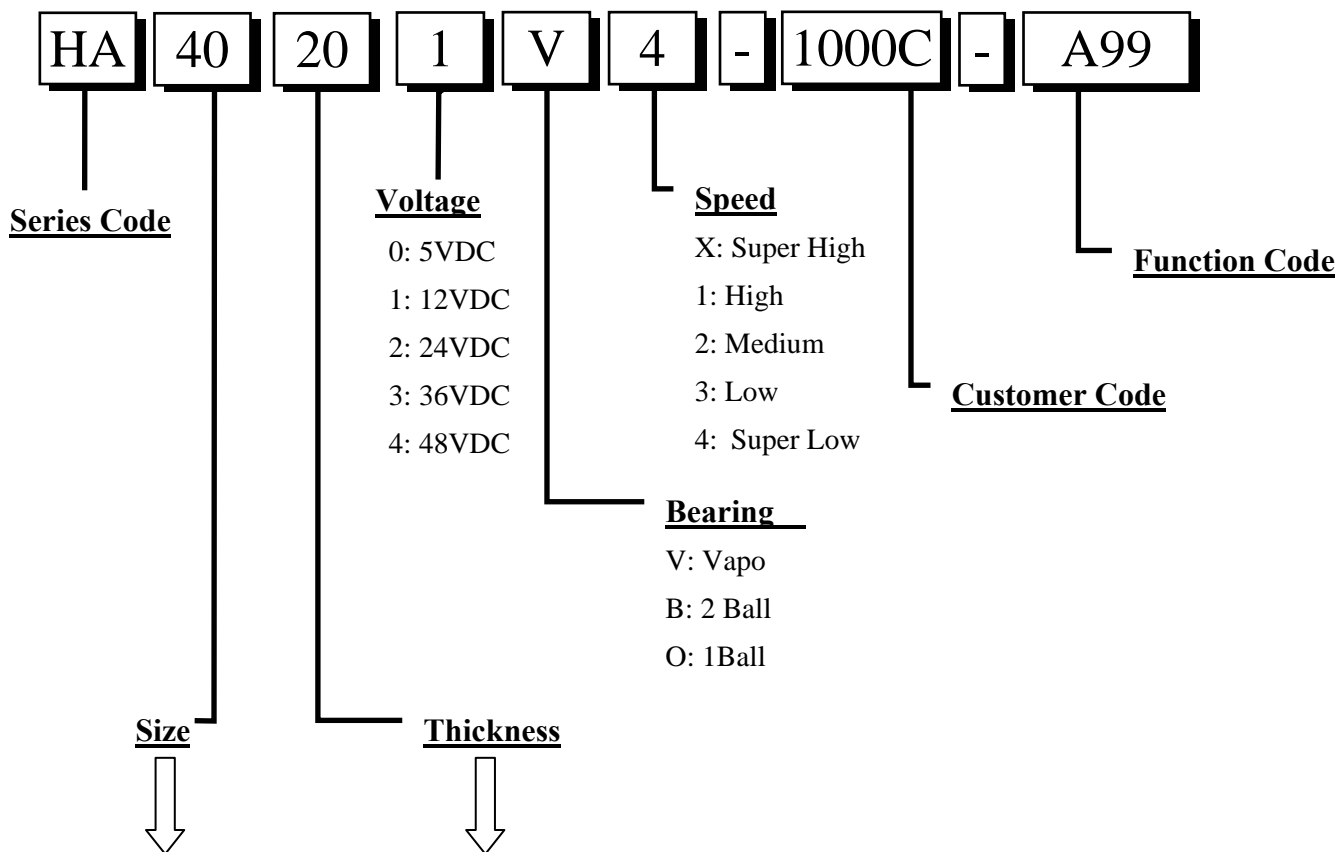 HA 40 20 1 V 4 - 1000C - A99
Series Code
Voltage
0: 5VDC
1: 12VDC
2: 24VDC
3: 36VDC
4: 48VDC
Speed
X: Super High
1: High
2: Medium
3: Low
4: Super Low
Function Code
Customer Code
Bearing
V: Vapo
B: 2 Ball
O: 1Ball
Size
Thickness